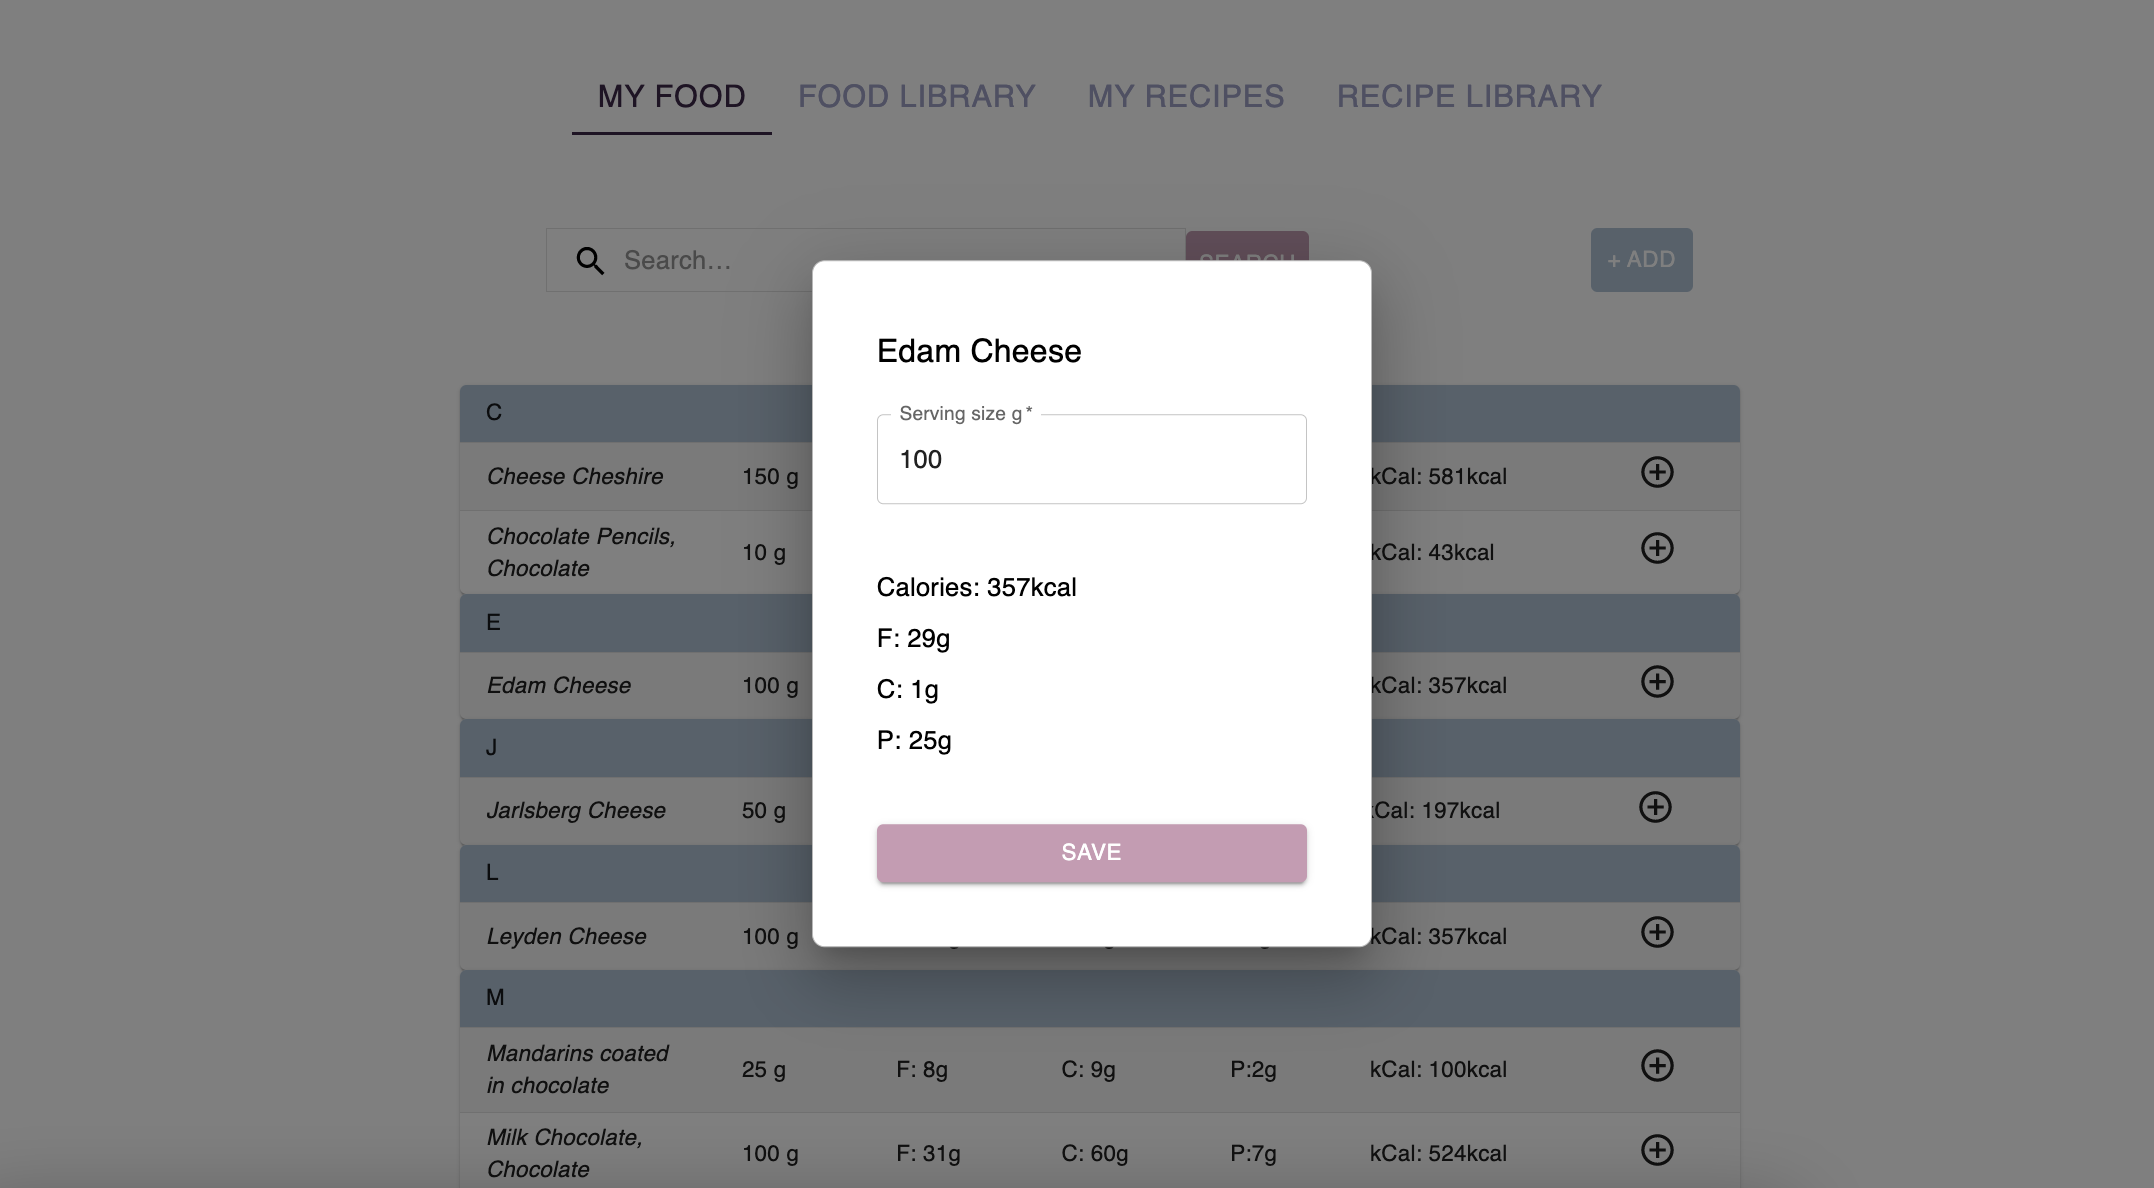 MY FOOD FOOD LIBRARY MY RECIPES RECIPE LIBRARY
Search... SEARCH + ADD
Edam Cheese
Serving size g *
100
Calories: 357kcal
F: 29g
C: 1g
P: 25g
SAVE
C
Cheese Cheshire 150 g kCal: 581kcal
Chocolate Pencils,
Chocolate 10 g kCal: 43kcal
E
Edam Cheese 100 g kCal: 357kcal
J
Jarlsberg Cheese 50 g Cal: 197kcal
L
Leyden Cheese 100 g kCal: 357kcal
M
Mandarins coated
in chocolate 25 g F: 8g C: 9g P:2g kCal: 100kcal
Milk Chocolate,
Chocolate 100 g F: 31g C: 60g P:7g kCal: 524kcal